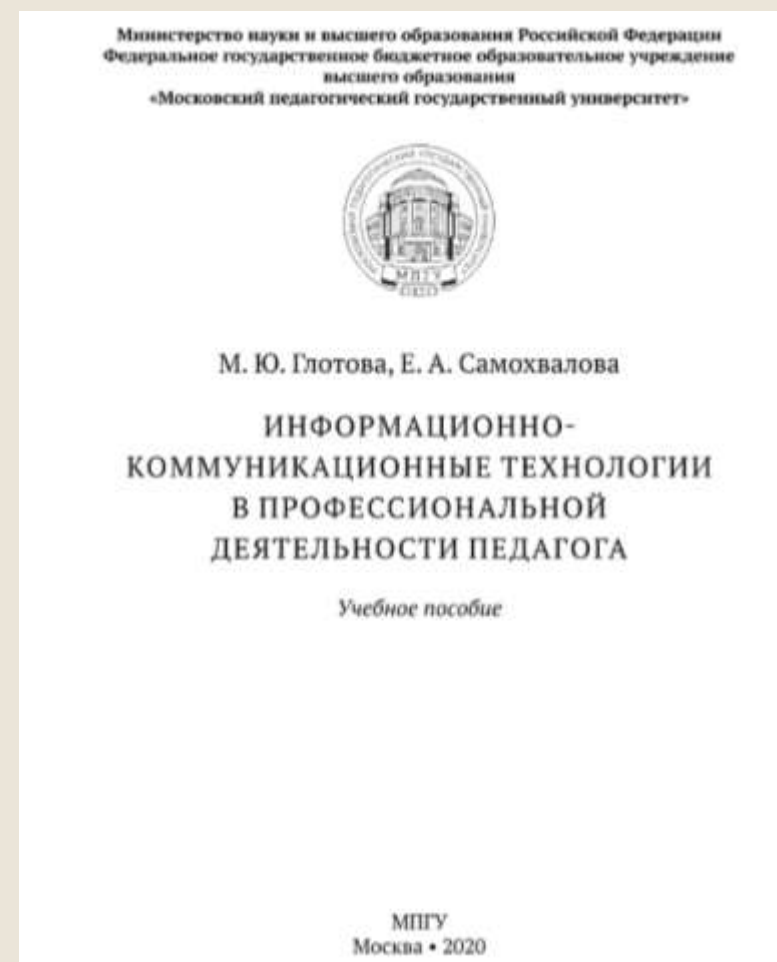 Министерство науки и высшего образования Российской Федерации
Федеральное государственное бюджетное образовательное учреждение
высшего образования
«Московский педагогический государственный университет»
МПГУ
М. Ю. Глотова, Е. А. Самохвалова
ИНФОРМАЦИОННО-
КОММУНИКАЦИОННЫЕ ТЕХНОЛОГИИ
В ПРОФЕССИОНАЛЬНОЙ
ДЕЯТЕЛЬНОСТИ ПЕДАГОГА
Учебное пособие
МПГУ
Москва • 2020